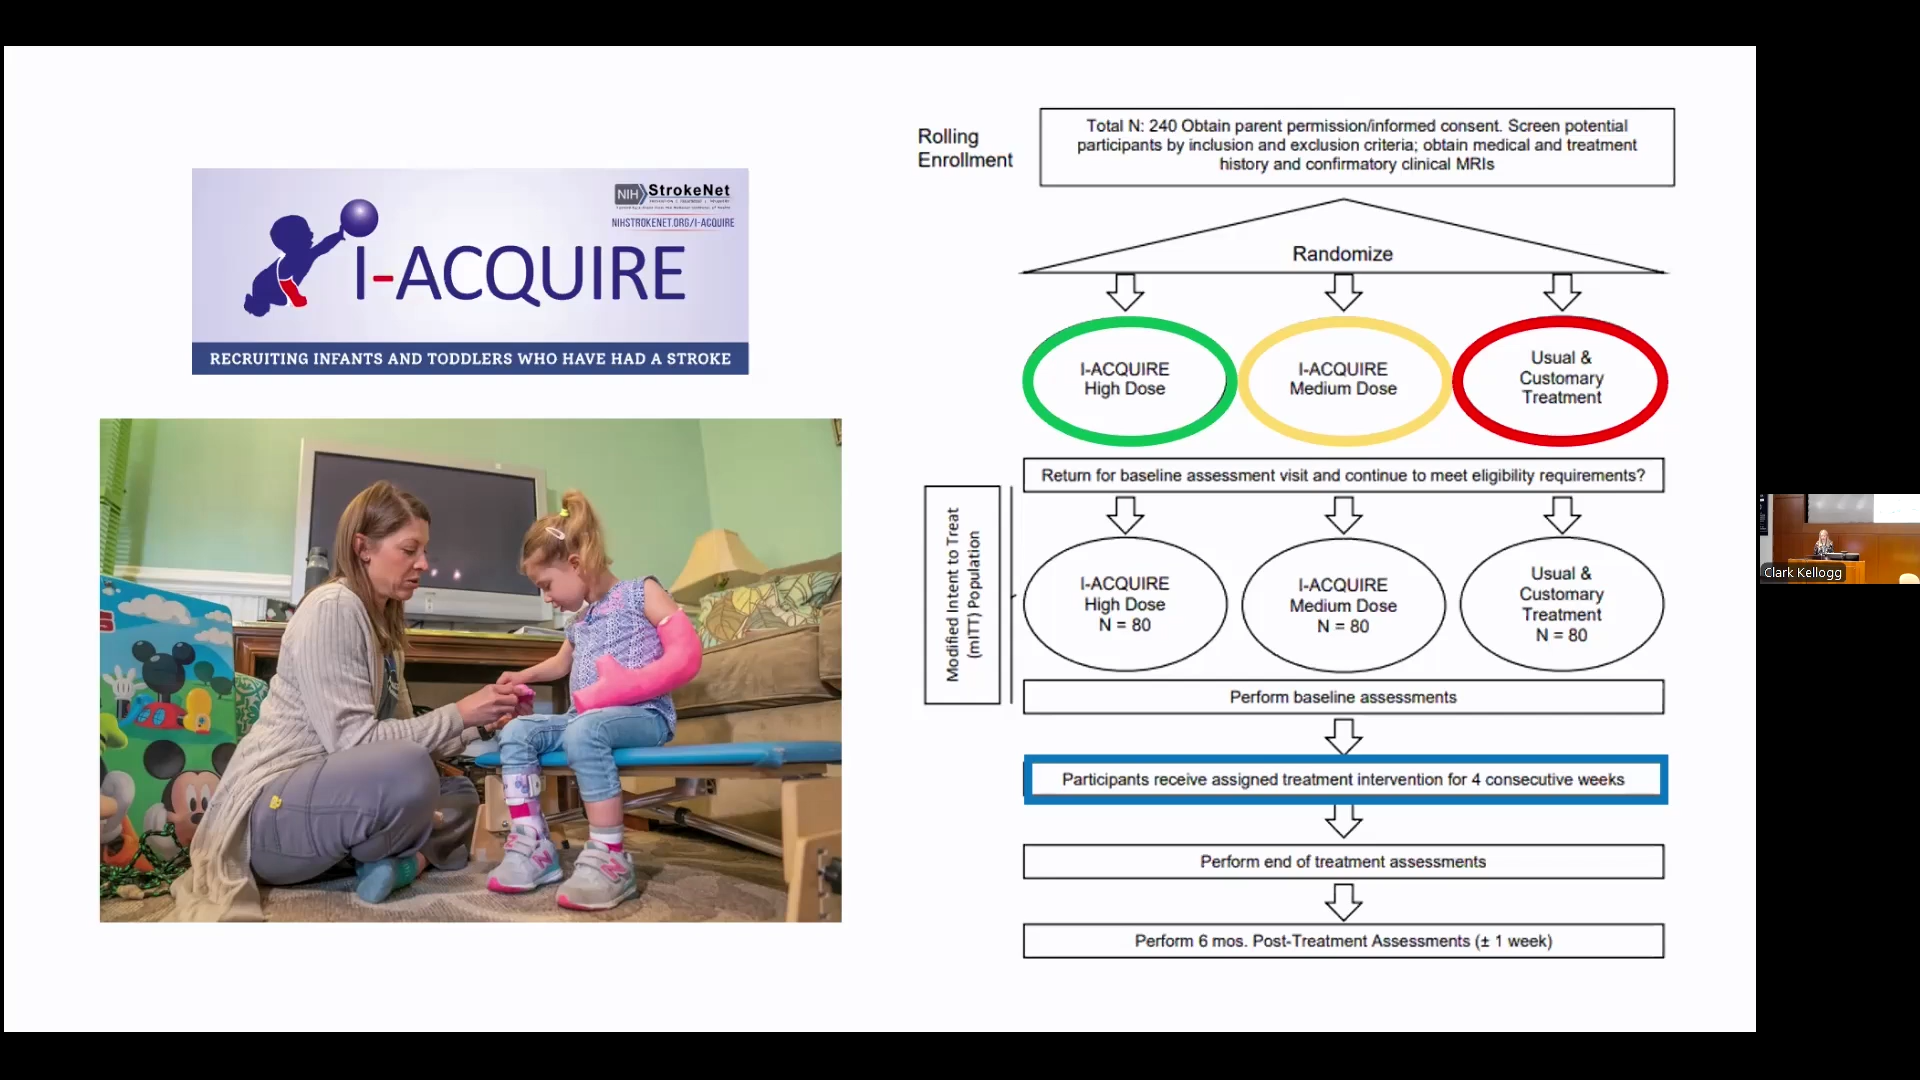 NIH StrokeNet
PREVENTION | TREATMENT | RECOVERY
NIHSTROKENET.ORG/I-ACQUIRE
I-ACQUIRE
RECRUITING INFANTS AND TODDLERS WHO HAVE HAD A STROKE
Rolling
Enrollment
Total N: 240 Obtain parent permission/informed consent. Screen potential
participants by inclusion and exclusion criteria; obtain medical and treatment
history and confirmatory clinical MRIs
Randomize
I-ACQUIRE
High Dose
I-ACQUIRE
Medium Dose
Usual &
Customary
Treatment
Return for baseline assessment visit and continue to meet eligibility requirements?
Modified Intent to Treat
(mITT) Population
I-ACQUIRE
High Dose
N = 80
I-ACQUIRE
Medium Dose
N = 80
Usual &
Customary
Treatment
N = 80
Perform baseline assessments
Participants receive assigned treatment intervention for 4 consecutive weeks
Perform end of treatment assessments
Perform 6 mos. Post-Treatment Assessments (± 1 week)
Clark Kellogg